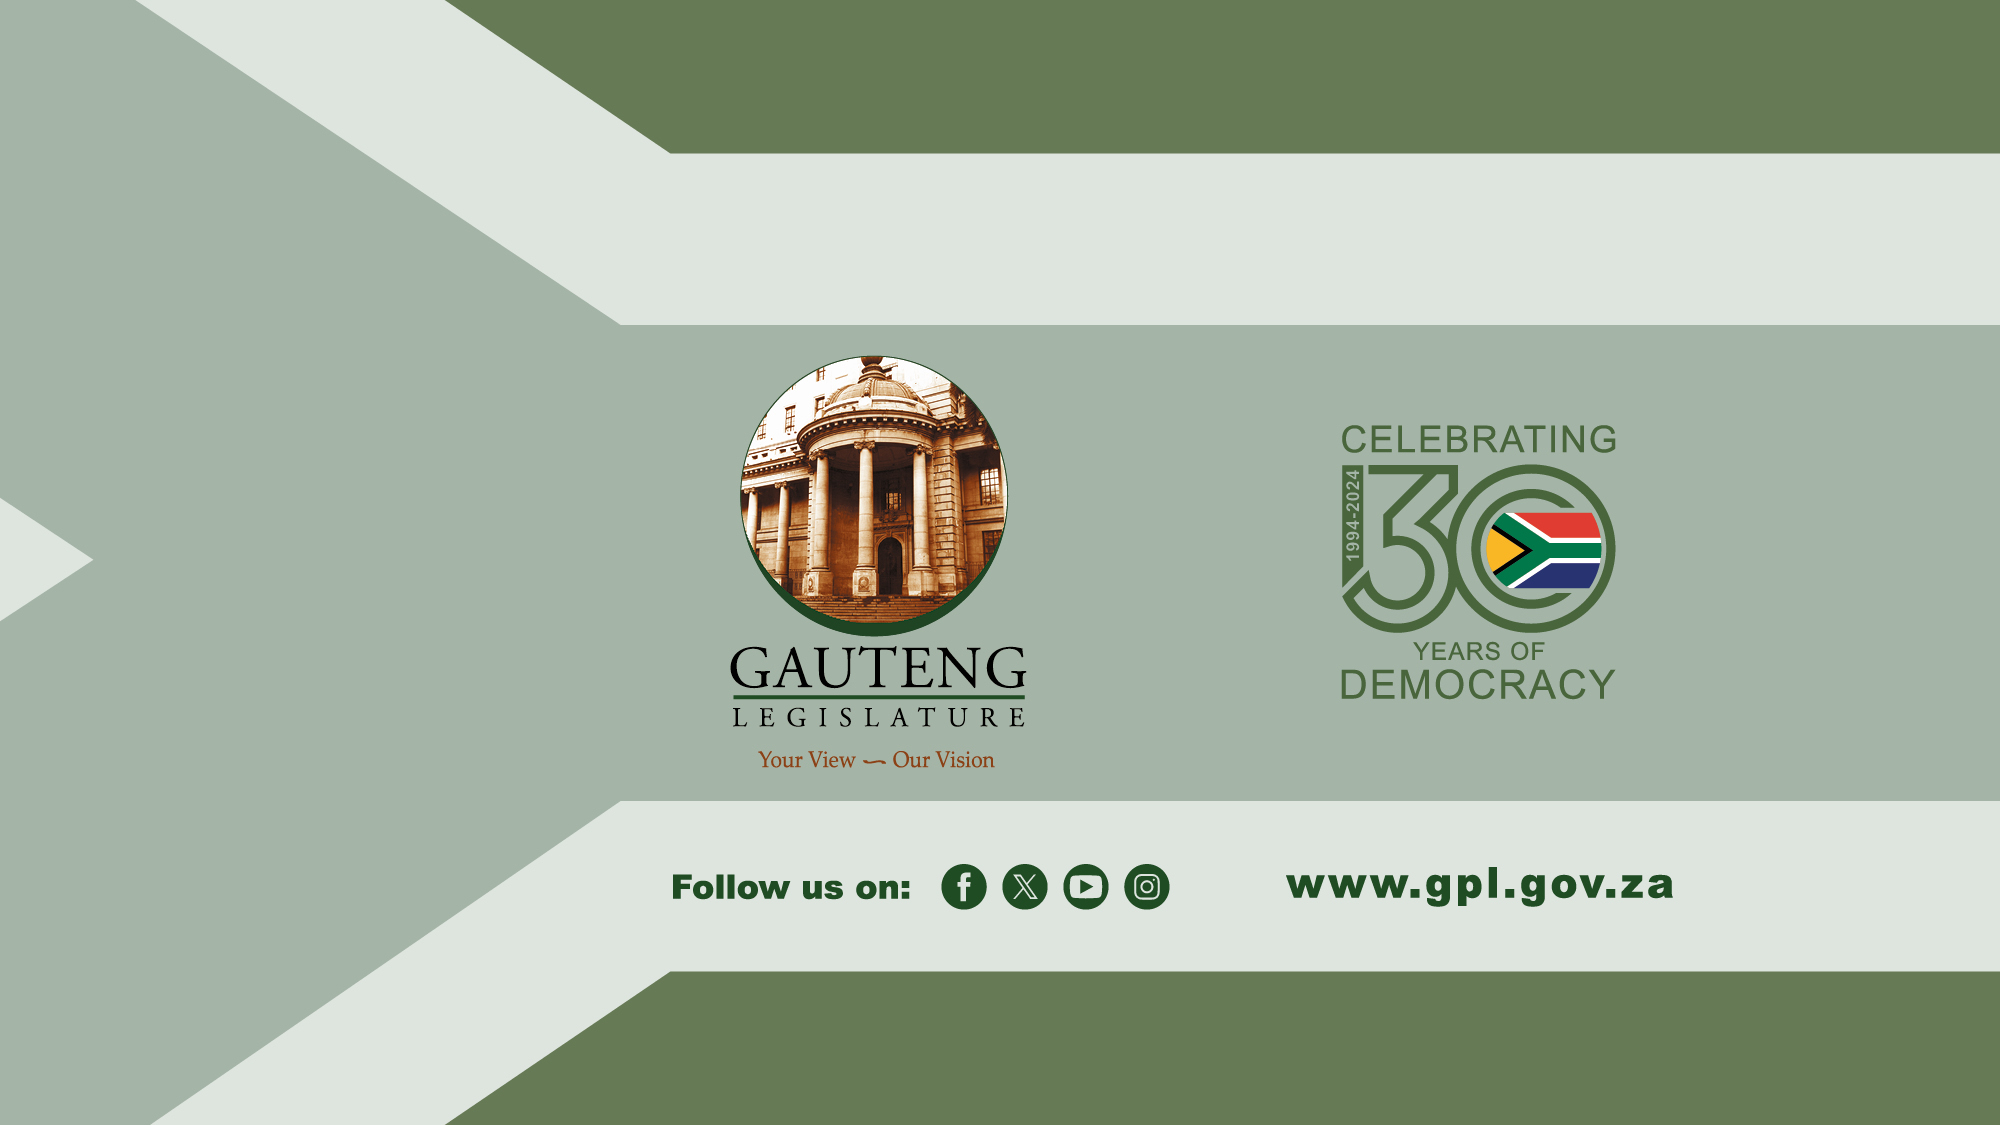 GAUTENG
LEGISLATURE
Your View — Our Vision
CELEBRATING
1994-2024
30
YEARS OF
DEMOCRACY
Follow us on:
www.gpl.gov.za